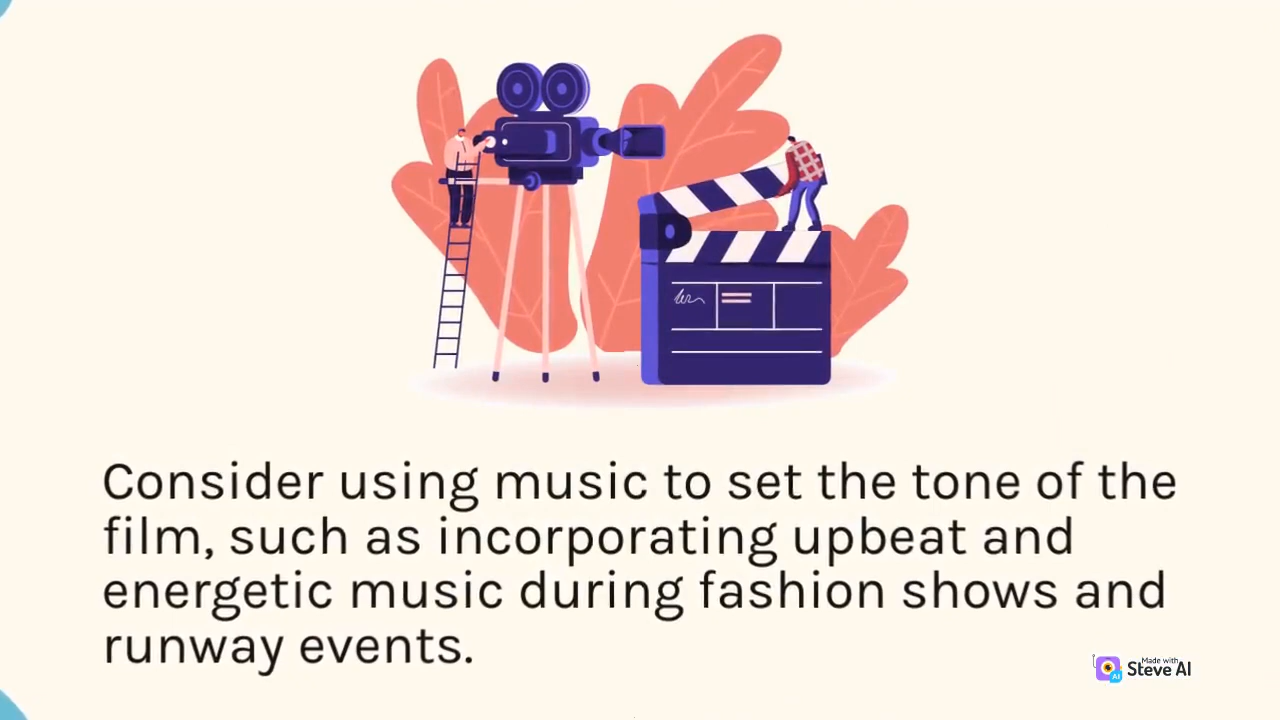 Consider using music to set the tone of the
film, such as incorporating upbeat and
energetic music during fashion shows and
runway events.
Made with
Steve AI
AI